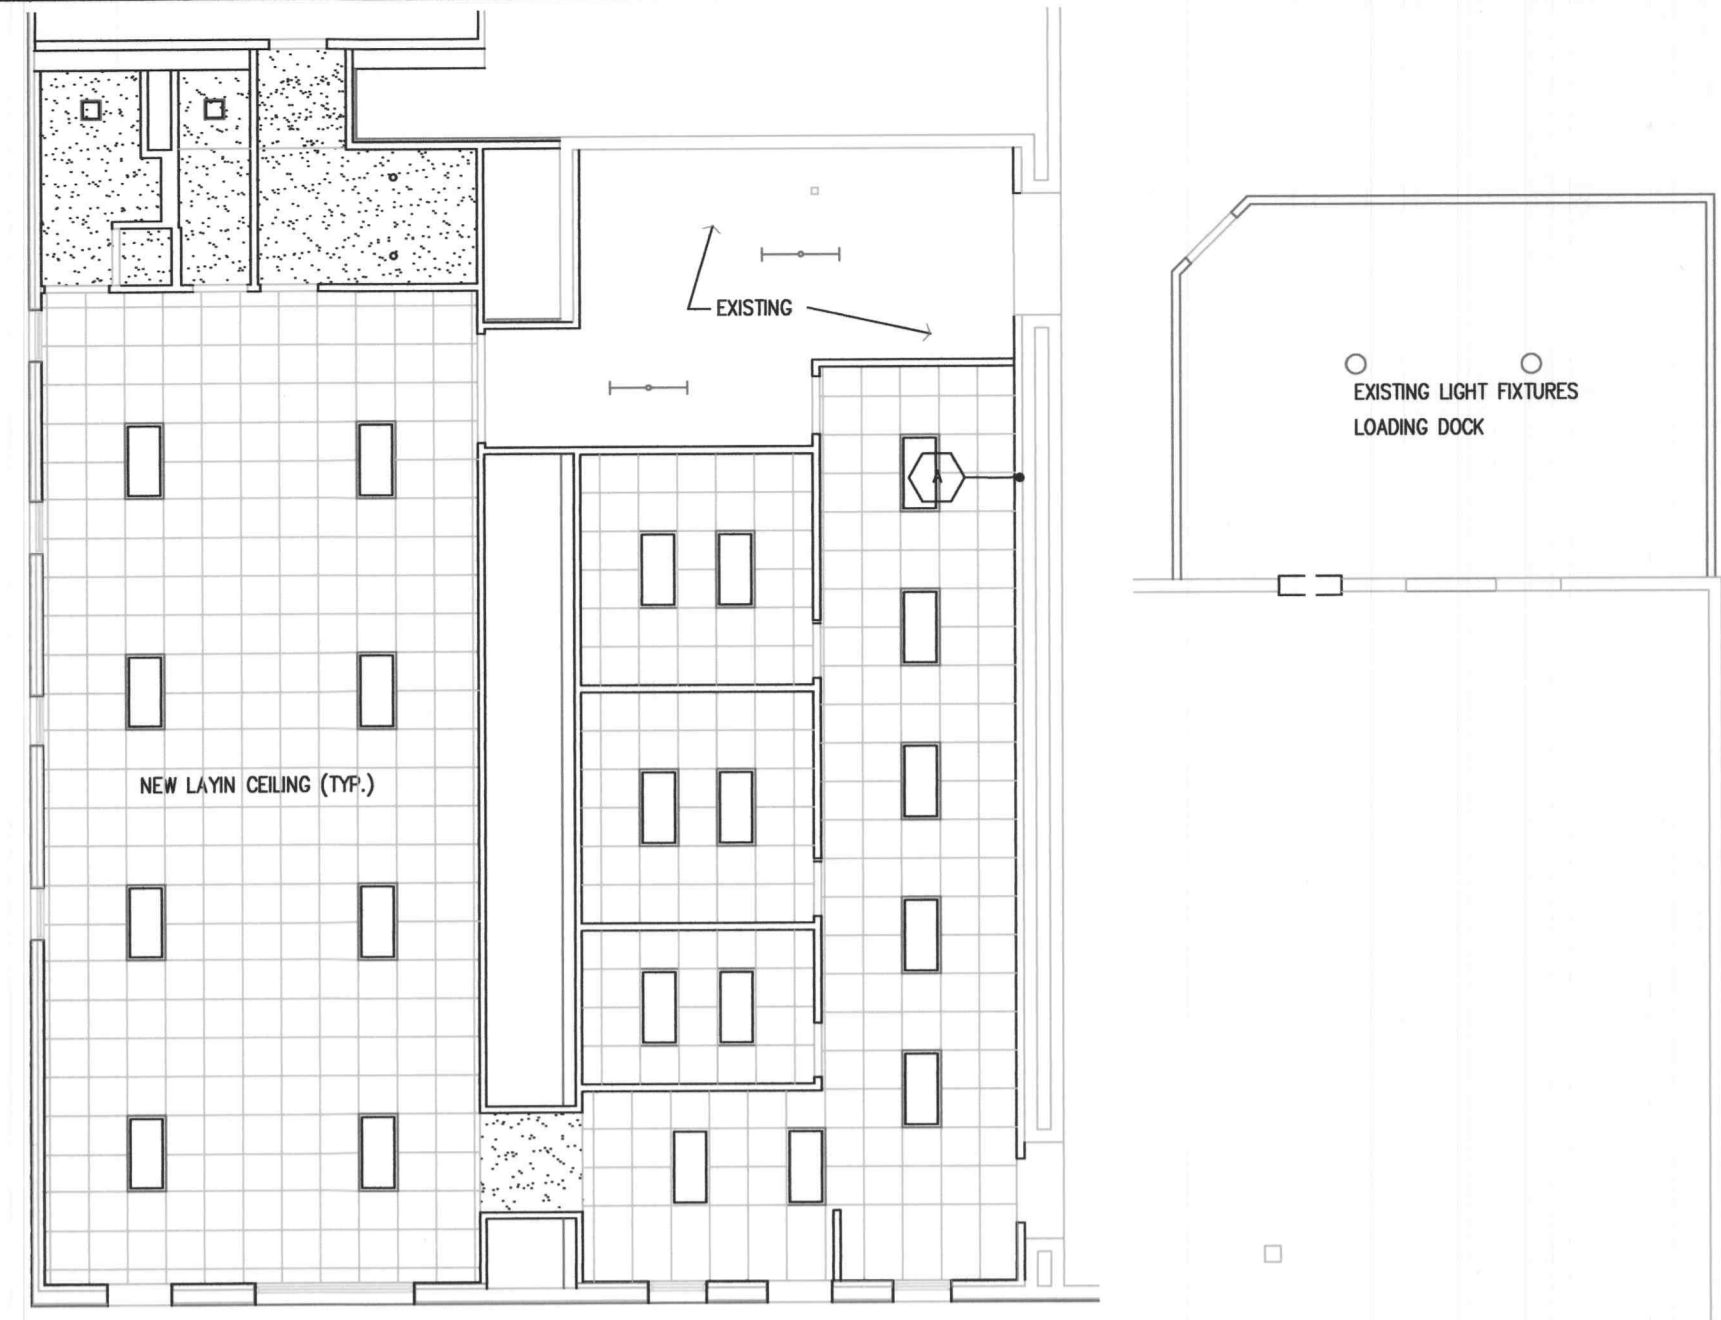 EXISTING
A
EXISTING LIGHT FIXTURES
LOADING DOCK
NEW LAYIN CEILING (TYP.)